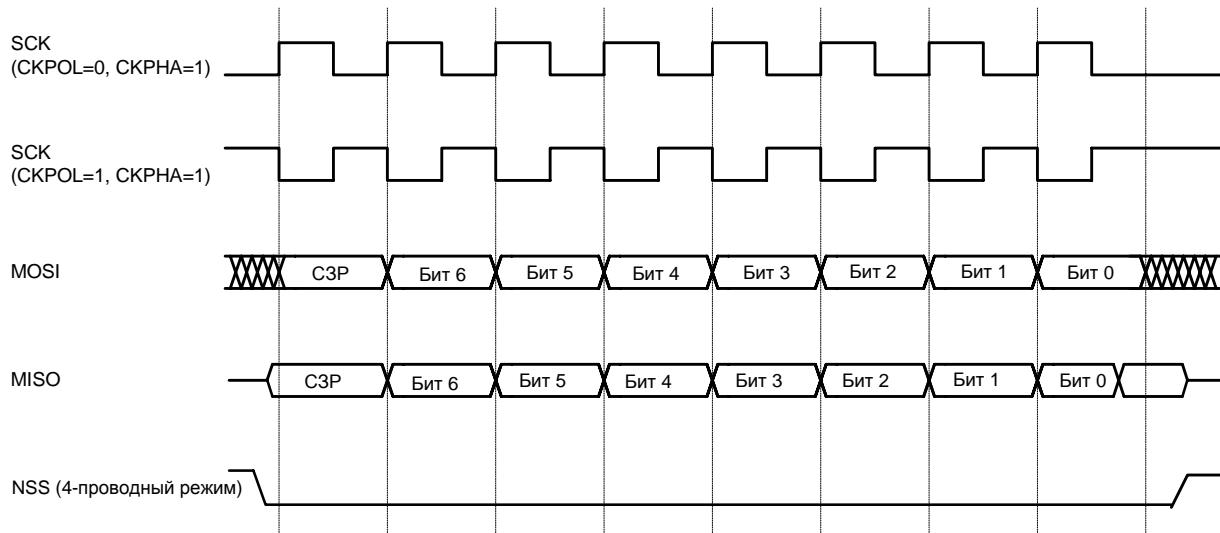 SCK
(CKPOL=0, CKPHA=1)
SCK
(CKPOL=1, CKPHA=1)
MOSI
СЗР Бит 6 Бит 5 Бит 4 Бит 3 Бит 2 Бит 1 Бит 0
MISO
СЗР Бит 6 Бит 5 Бит 4 Бит 3 Бит 2 Бит 1 Бит 0
NSS (4-проводный режим)